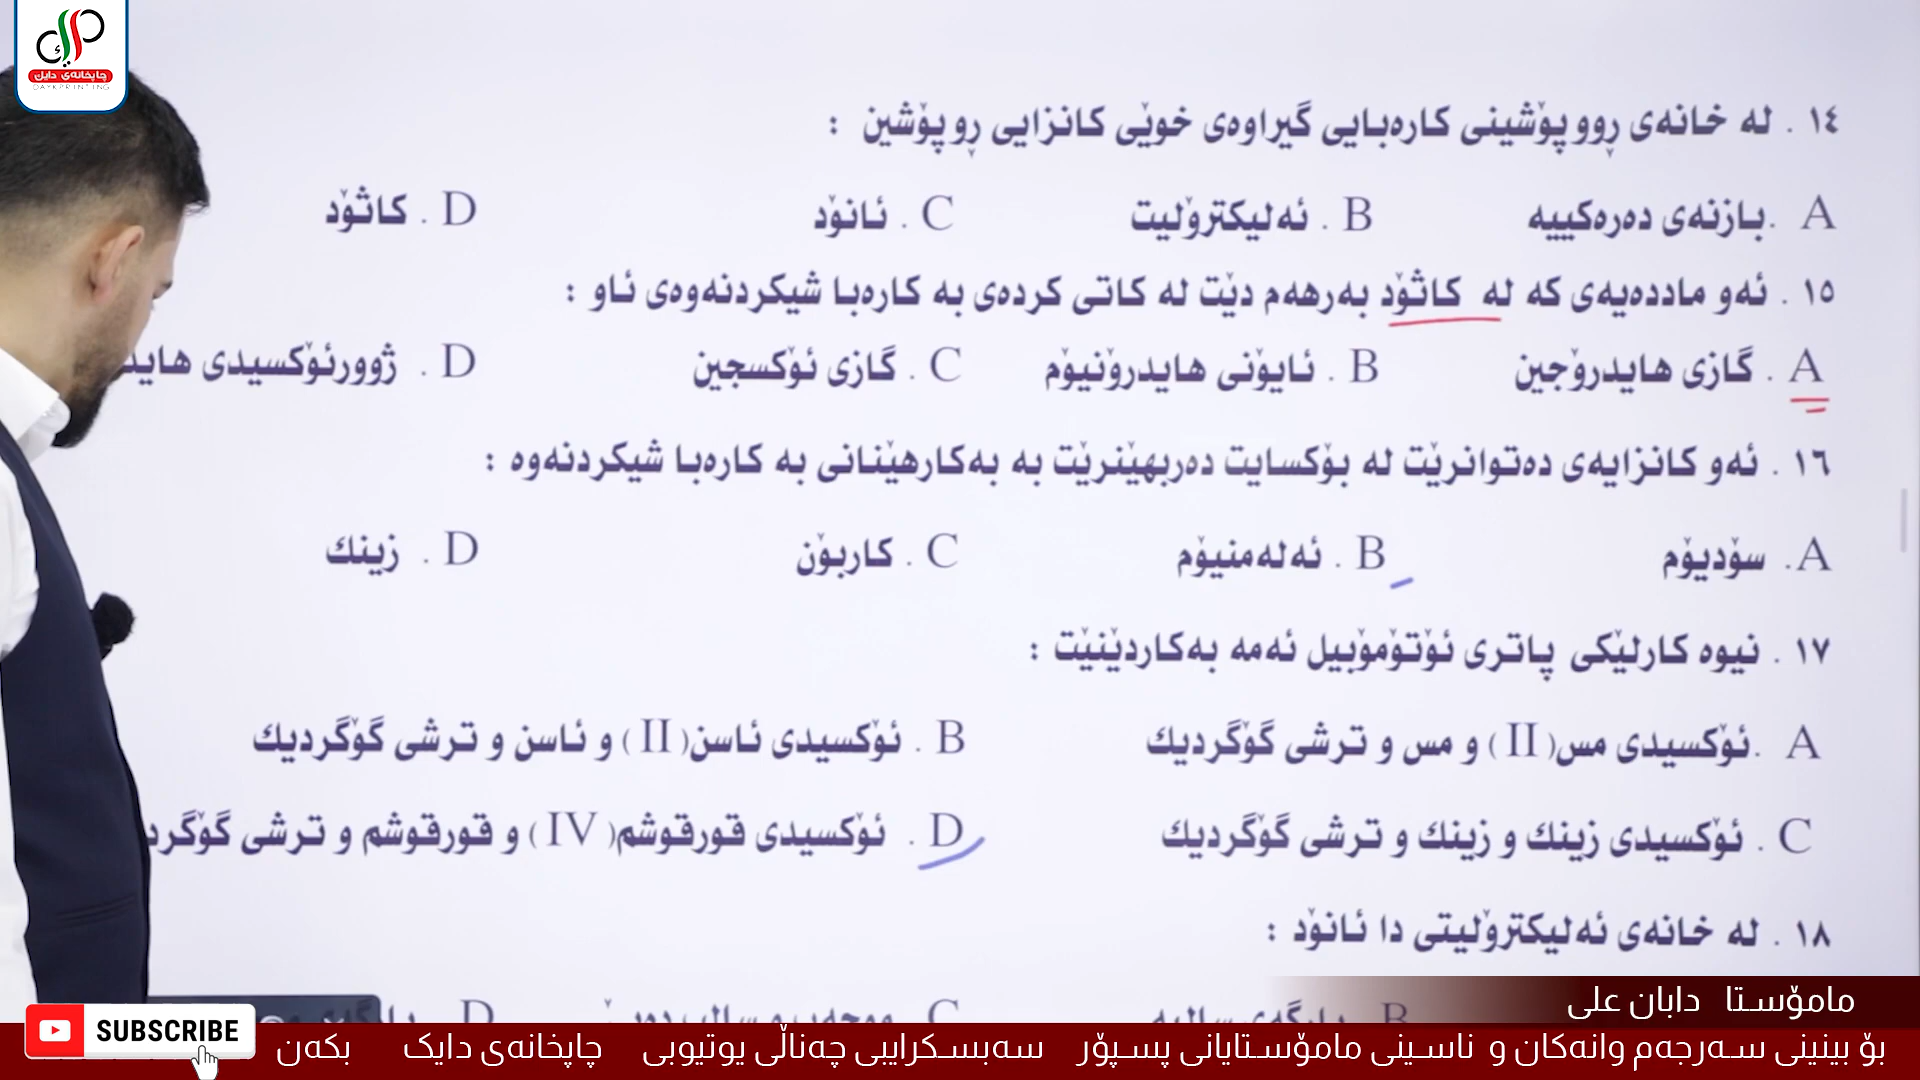 چاپخانەی دایک
DAYK PRINTING
١٤ . لە خانەی ڕووپۆشینی کارەبایی گیراوەی خوێی کانزایی ڕوپۆشین :
A .بازنەی دەرەکییە B . ئەلیکترۆلیت C . ئانۆد D . کاثۆد
١٥ . ئەو ماددەیەی کە لە کاثۆد بەرهەم دێت لە کاتی کردەی بە کارەبا شیکردنەوەی ئاو :
A . گازی هایدرۆجین B . ئایۆنی هایدرۆنیۆم C . گازی ئۆکسجین D . ژوورئۆکسیدی هاید
١٦ . ئەو کانزایەی دەتوانرێت لە بۆکسایت دەربهێنرێت بە بەکارهێنانی بە کارەبا شیکردنەوە :
A . سۆدیۆم B . ئەلەمنیۆم C . کاربۆن D . زینك
١٧ . نیوە کارلێکی پاتری ئۆتۆمۆبیل ئەمە بەکاردێنێت :
A .ئۆکسیدی مس(II) و مس و ترشی گۆگردیك B . ئۆکسیدی ئاسن(II) و ئاسن و ترشی گۆگردیك
C . ئۆکسیدی زینك و زینك و ترشی گۆگردیك D . ئۆکسیدی قورقوشم(IV) و قورقوشم و ترشی گۆگرد
١٨ . لە خانەی ئەلیکترۆلیتی دا ئانۆد :
B C D
مامۆستا دابان علی
SUBSCRIBE
بۆ بینینی سەرجەم وانەکان و ناسینی مامۆستایانی پسپۆر سەبسکرایبی چەناڵی یوتیوبی چاپخانەی دایک بکەن